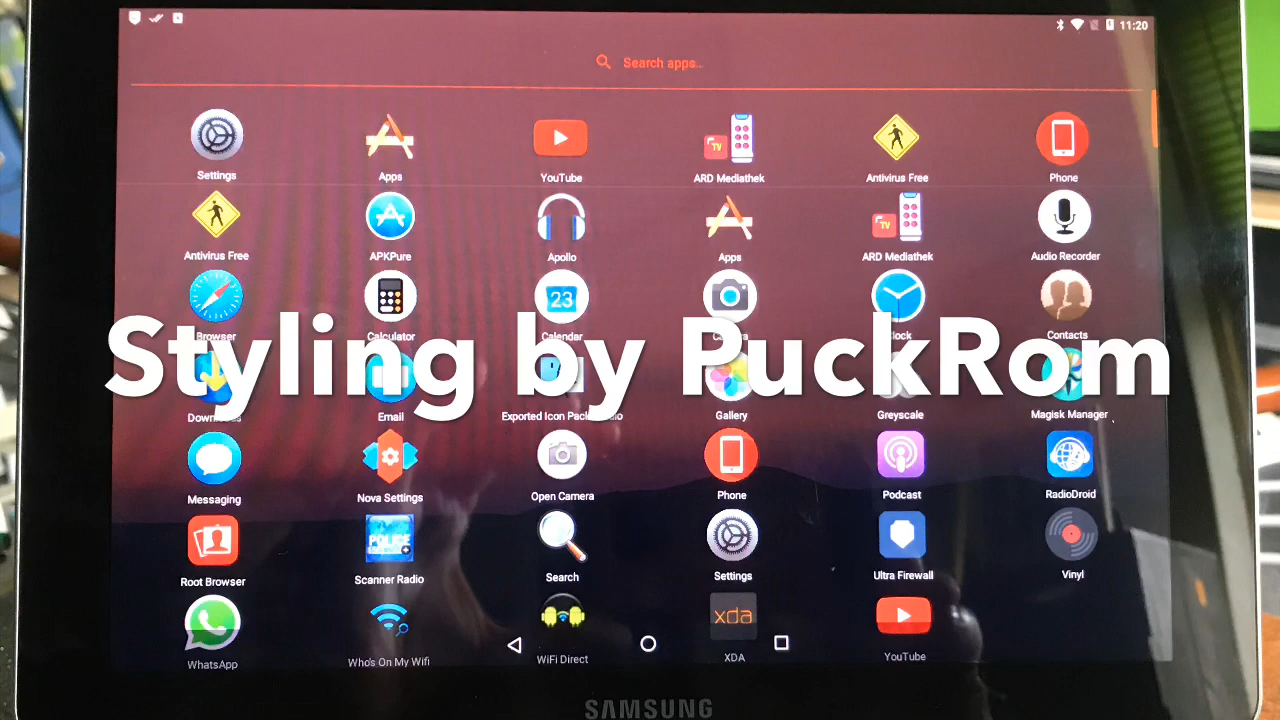 11:20
Search apps..
Settings Apps YouTube ARD Mediathek Antivirus Free Phone
Antivirus Free APKPure Apollo Apps ARD Mediathek Audio Recorder
23
Browser Calculator Calendar Clock Contacts
Styling by PuckRom
Email Exported Icon Gallery Greyscale Magisk Manager
Messaging Nova Settings Open Camera Phone Podcast RadioDroid
POLICE
Root Browser Scanner Radio Search Settings Ultra Firewall Vinyl
xda
WhatsApp Who's On My Wifi WiFi Direct XDA YouTube
SAMSUNG